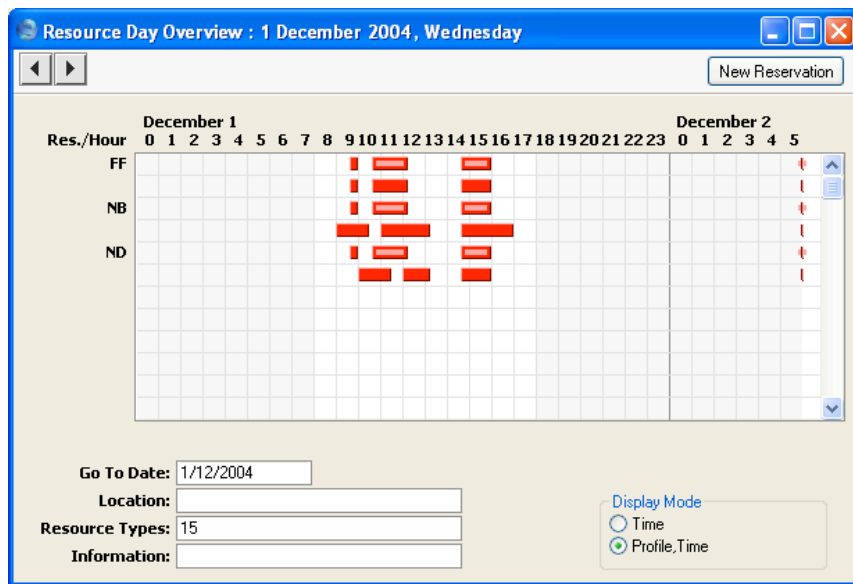 Resource Day Overview : 1 December 2004, Wednesday
New Reservation
December 1 December 2
Res./Hour 0 1 2 3 4 5 6 7 8 9 10 11 12 13 14 15 16 17 18 19 20 21 22 23 0 1 2 3 4 5
FF
NB
ND
Go To Date: 1/12/2004
Location:
Resource Types: 15
Information:
Display Mode
Time
Profile,Time